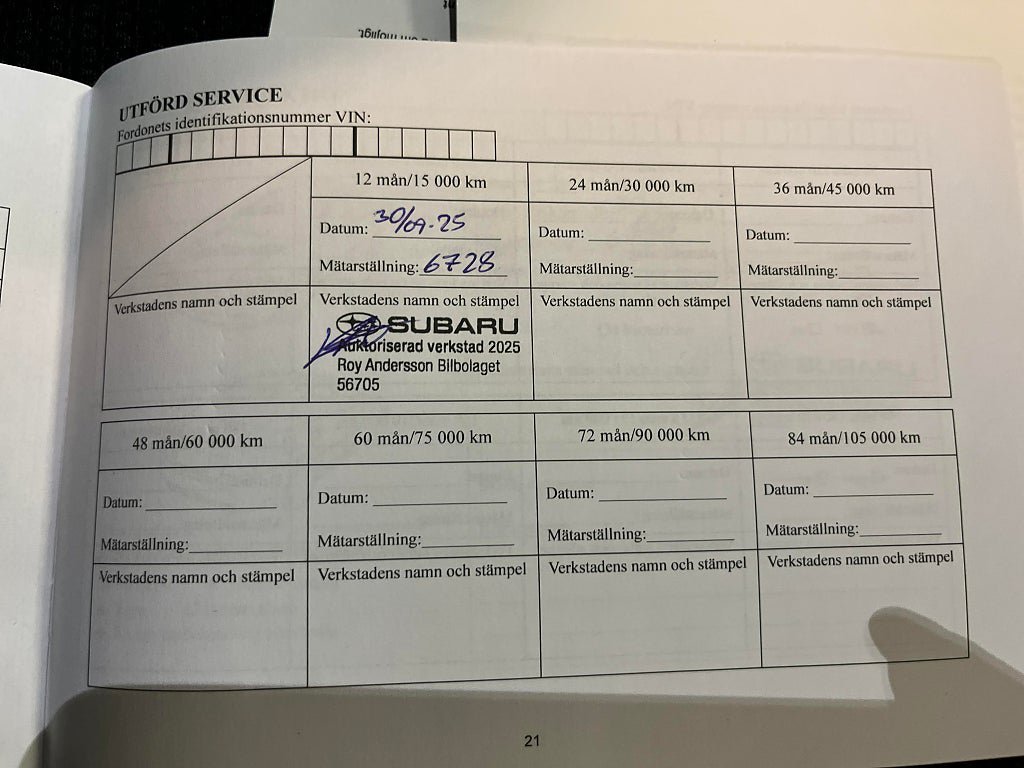 UTFÖRD SERVICE
Fordonets identifikationsnummer VIN:
12 mån/15 000 km
24 mån/30 000 km
36 mån/45 000 km
Datum: 30/09-25
Datum:
Datum:
Mätarställning: 6728
Mätarställning:
Mätarställning:
Verkstadens namn och stämpel
Verkstadens namn och stämpel
Verkstadens namn och stämpel
Verkstadens namn och stämpel
SUBARU
Auktoriserad verkstad 2025
Roy Andersson Bilbolaget
56705
48 mån/60 000 km
60 mån/75 000 km
72 mån/90 000 km
84 mån/105 000 km
Datum:
Datum:
Datum:
Datum:
Mätarställning:
Mätarställning:
Mätarställning:
Mätarställning:
Verkstadens namn och stämpel
Verkstadens namn och stämpel
Verkstadens namn och stämpel
Verkstadens namn och stämpel
21